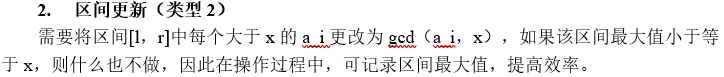 2. 区间更新（类型 2）
需要将区间[l，r]中每个大于 x 的 a_i 更改为 gcd（a_i，x），如果该区间最大值小于等
于 x，则什么也不做，因此在操作过程中，可记录区间最大值，提高效率。